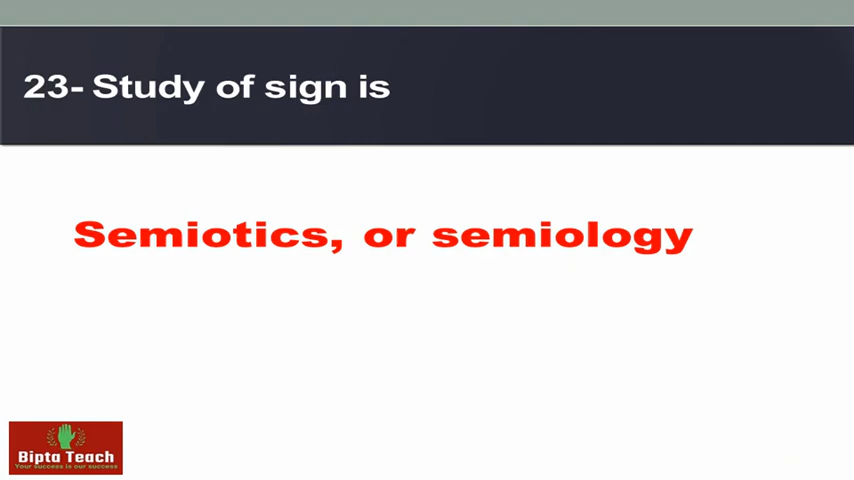 23- Study of sign is
Semiotics, or semiology
Bipta Teach
Your success is our success